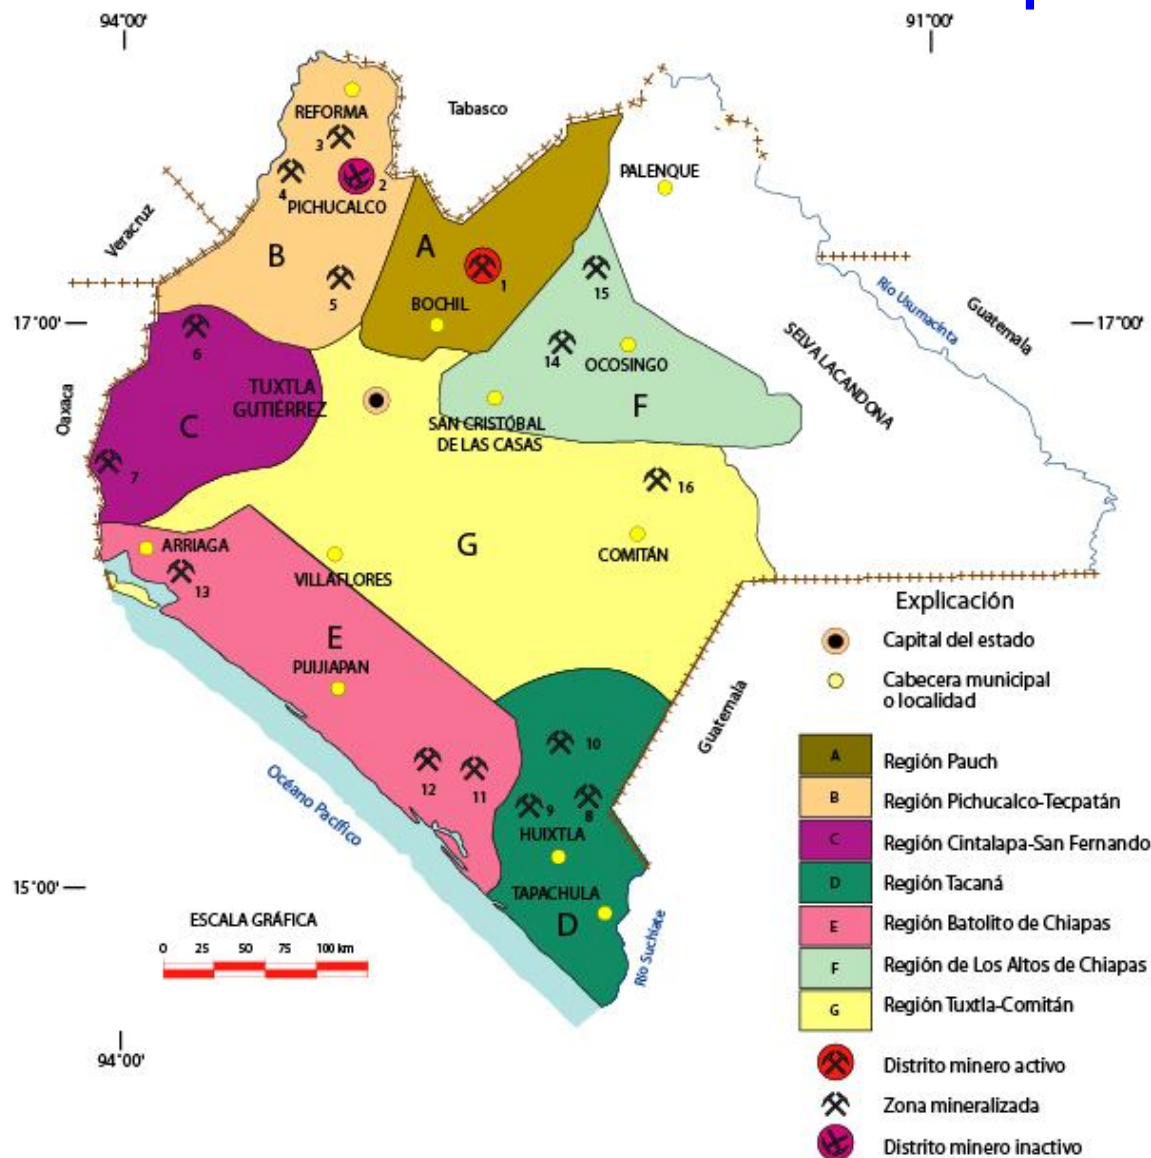 94°00'
91°00'
REFORMA
Tabasco
3
4
2
PICHUCALCO
PALENQUE
Veracruz
B
A
1
15
5
BOCHIL
Río Usumacinta
Guatemala
17°00'
17°00'
6
14
OCOSINGO
SELVA LACANDONA
Oaxaca
TUXTLA
GUTIÉRREZ
C
F
SAN CRISTÓBAL
DE LAS CASAS
7
16
ARRIAGA
G
COMITÁN
VILLAFLORES
13
E
PUIJIAPAN
Guatemala
10
12
11
9
8
HUIXTLA
Océano Pacífico
TAPACHULA
D
Río Suchiate
15°00'
ESCALA GRÁFICA
0 25 50 75 100 km
94°00'
Explicación
Capital del estado
Cabecera municipal
o localidad
A Región Pauch
B Región Pichucalco-Tecpatán
C Región Cintalapa-San Fernando
D Región Tacaná
E Región Batolito de Chiapas
F Región de Los Altos de Chiapas
G Región Tuxtla-Comitán
Distrito minero activo
Zona mineralizada
Distrito minero inactivo